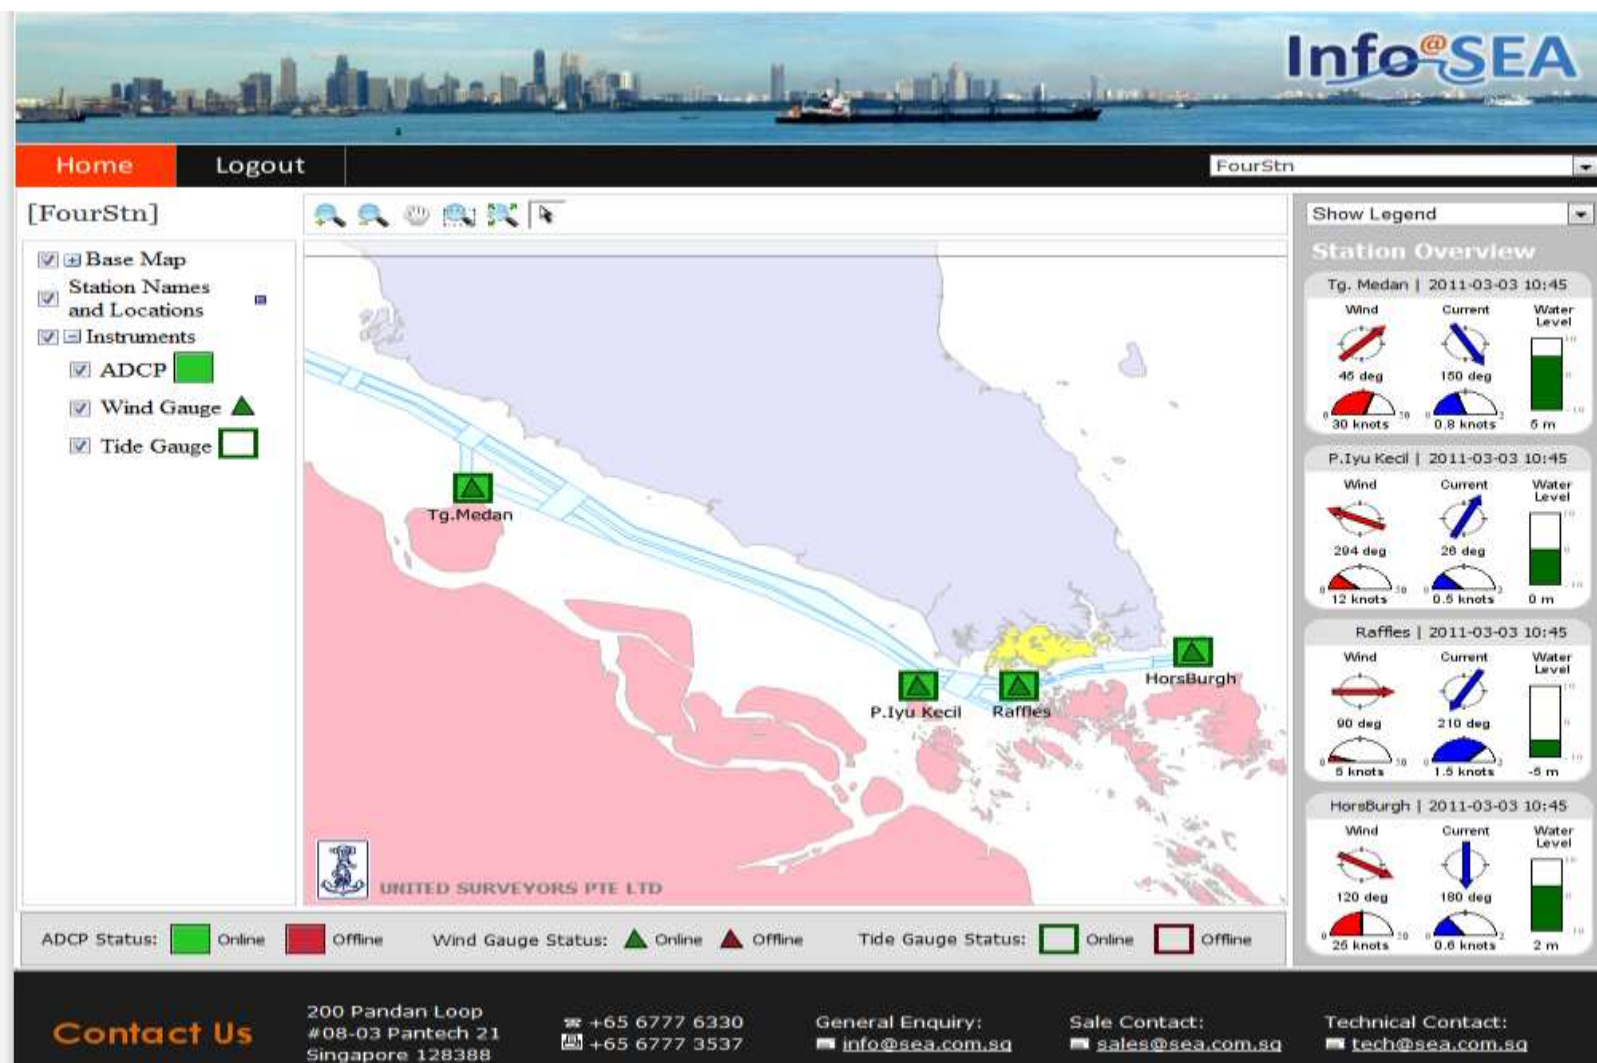 Info@SEA
Home
Logout
FourStn
[FourStn]
Base Map
Station Names
and Locations
Instruments
ADCP
Wind Gauge
Tide Gauge
Tg.Medan
P.Iyu Kecil
Raffles
HorsBurgh
UNITED SURVEYORS PTE LTD
Show Legend
Station Overview
Tg. Medan | 2011-03-03 10:45
Wind Current Water Level
45 deg 150 deg
30 knots 0.8 knots 5 m
P.Iyu Kecil | 2011-03-03 10:45
Wind Current Water Level
294 deg 26 deg
12 knots 0.5 knots 0 m
Raffles | 2011-03-03 10:45
Wind Current Water Level
90 deg 210 deg
5 knots 1.5 knots -5 m
HorsBurgh | 2011-03-03 10:45
Wind Current Water Level
120 deg 180 deg
25 knots 0.6 knots 2 m
ADCP Status: Online Offline Wind Gauge Status: Online Offline Tide Gauge Status: Online Offline
Contact Us
200 Pandan Loop
#08-03 Pantech 21
Singapore 128388
+65 6777 6330
+65 6777 3537
General Enquiry:
info@sea.com.sg
Sale Contact:
sales@sea.com.sg
Technical Contact:
tech@sea.com.sg